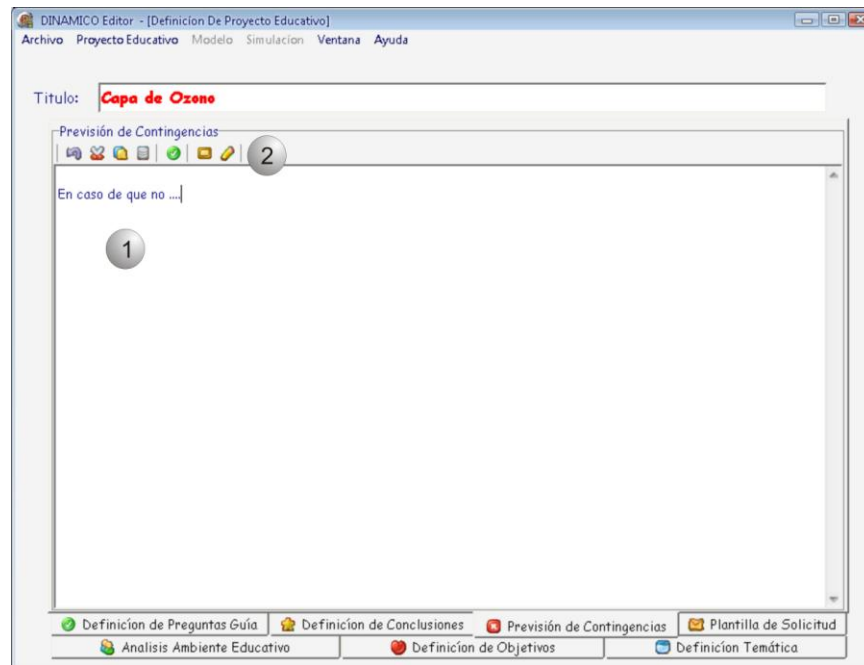 DINAMICO Editor - [Definicion De Proyecto Educativo]
Archivo Proyecto Educativo Modelo Simulacion Ventana Ayuda
Titulo: Capa de Ozono
Previsión de Contingencias
2
En caso de que no ....
1
Definicíon de Preguntas Guía Definicíon de Conclusiones Previsión de Contingencias Plantilla de Solicitud
Analisis Ambiente Educativo Definicíon de Objetivos Definicíon Temática